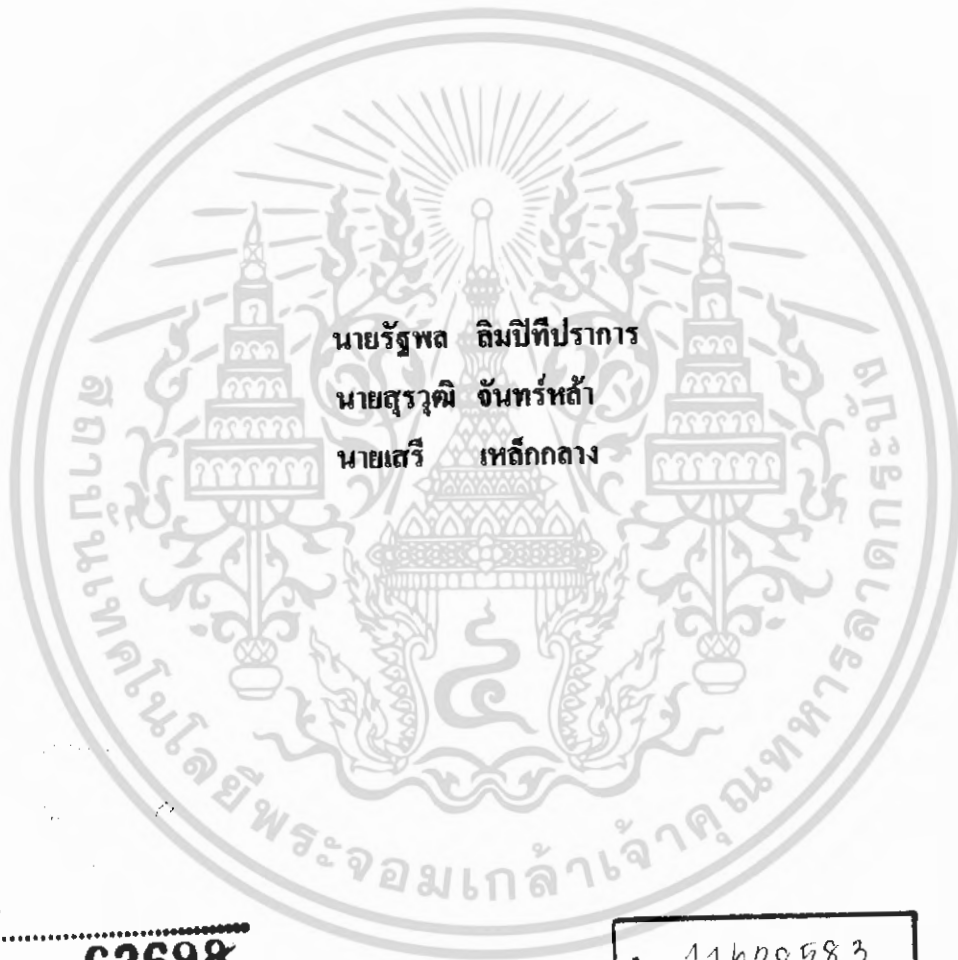 นายรัฐพล ลิมปิทีปราการ
นายสุรวุฒิ จันทร์หล้า
นายเสรี เหล็กกลาง
สถาบันเทคโนโลยีพระจอมเกล้าเจ้าคุณทหารลาดกระบัง
๔